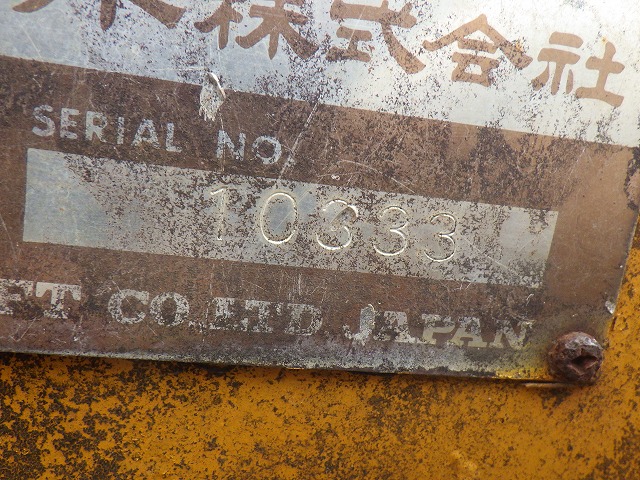 株式会社
SERIAL NO.
10333
CO.LTD JAPAN